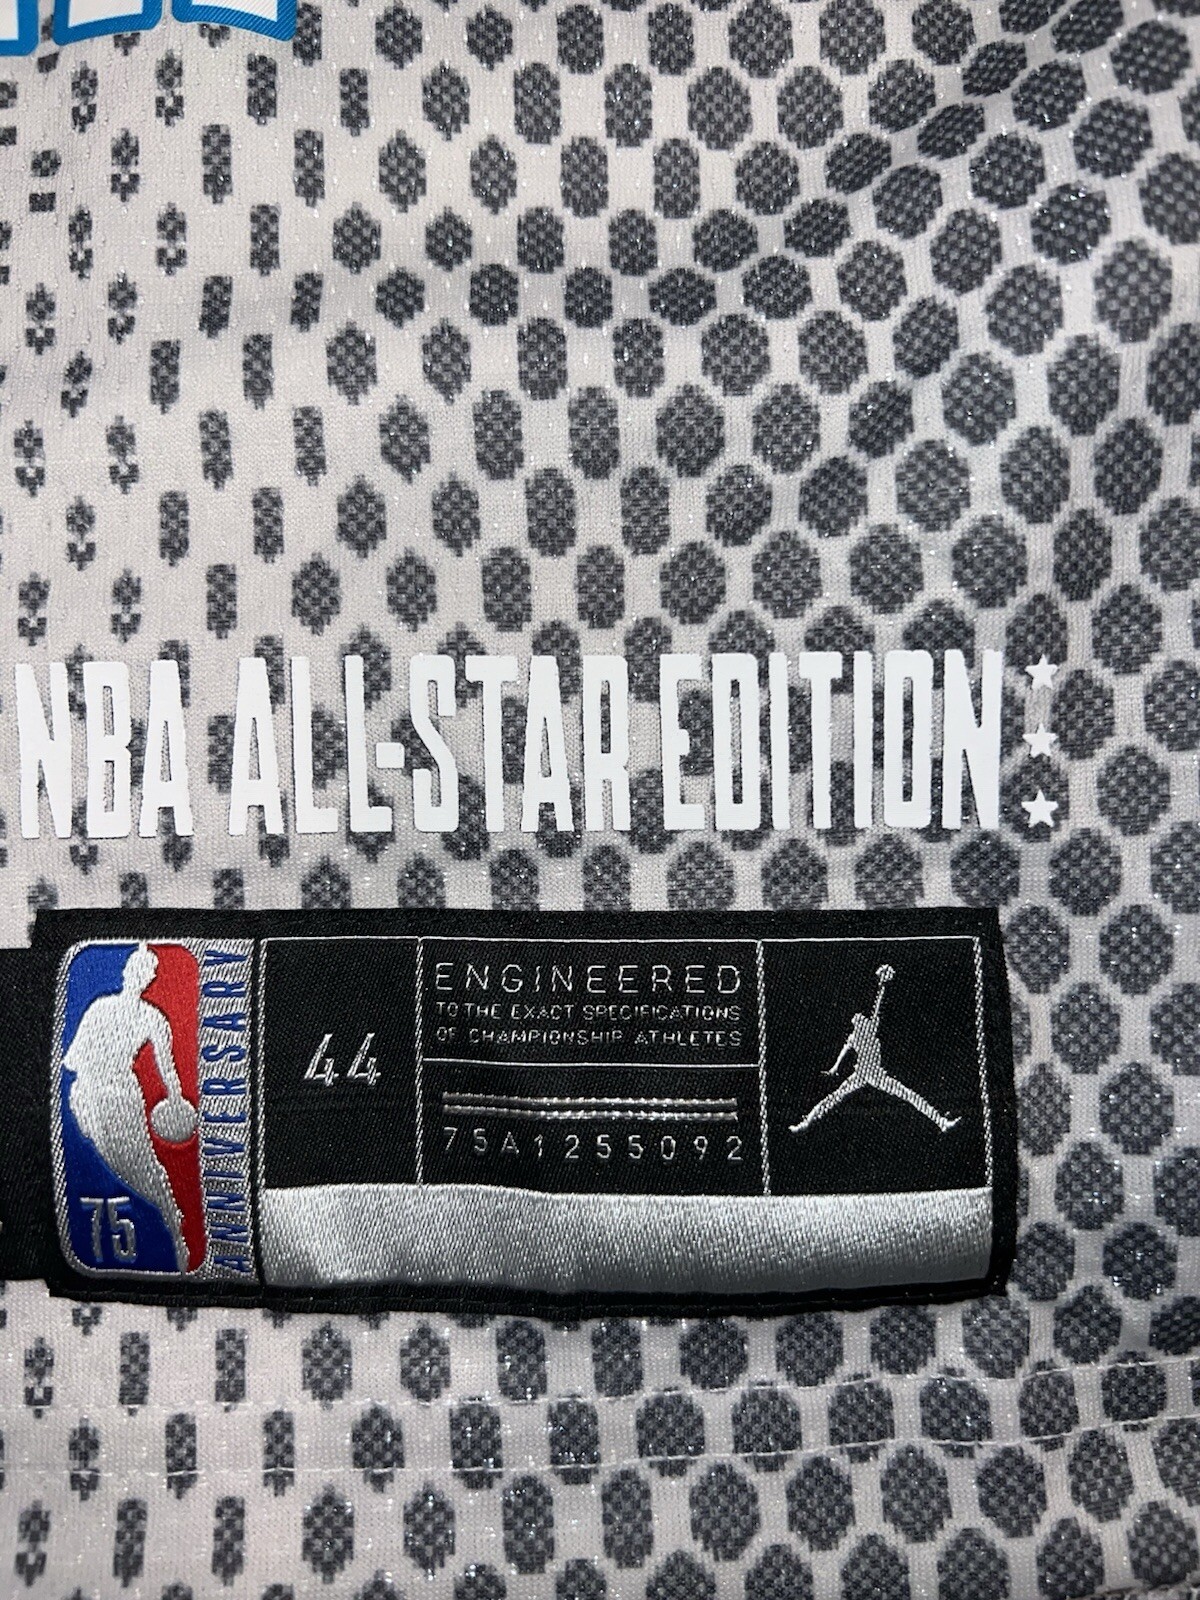 NBA ALL-STAR EDITION
75
ANNIVERSARY
44
ENGINEERED
TO THE EXACT SPECIFICATIONS
OF CHAMPIONSHIP ATHLETES
75A1255092